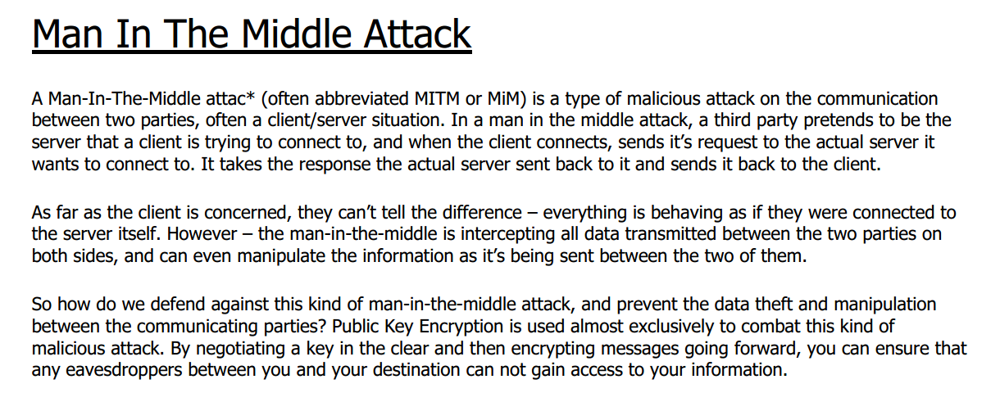 Man In The Middle Attack
A Man-In-The-Middle attac* (often abbreviated MITM or MiM) is a type of malicious attack on the communication
between two parties, often a client/server situation. In a man in the middle attack, a third party pretends to be the
server that a client is trying to connect to, and when the client connects, sends it’s request to the actual server it
wants to connect to. It takes the response the actual server sent back to it and sends it back to the client.
As far as the client is concerned, they can’t tell the difference – everything is behaving as if they were connected to
the server itself. However – the man-in-the-middle is intercepting all data transmitted between the two parties on
both sides, and can even manipulate the information as it’s being sent between the two of them.
So how do we defend against this kind of man-in-the-middle attack, and prevent the data theft and manipulation
between the communicating parties? Public Key Encryption is used almost exclusively to combat this kind of
malicious attack. By negotiating a key in the clear and then encrypting messages going forward, you can ensure that
any eavesdroppers between you and your destination can not gain access to your information.